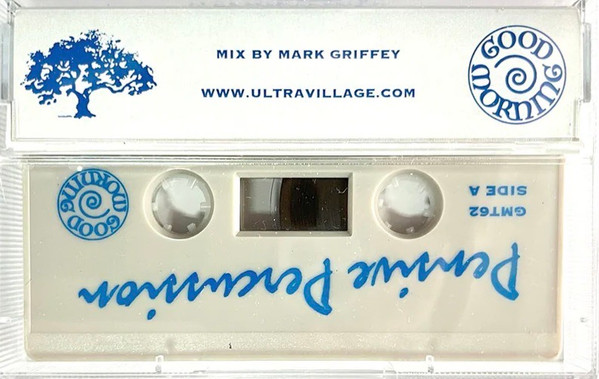 MIX BY MARK GRIFFEY
WWW.ULTRAVILLAGE.COM
GOOD MORNING
Pensive Percussion
GMT62
SIDE A
GOOD MORNING